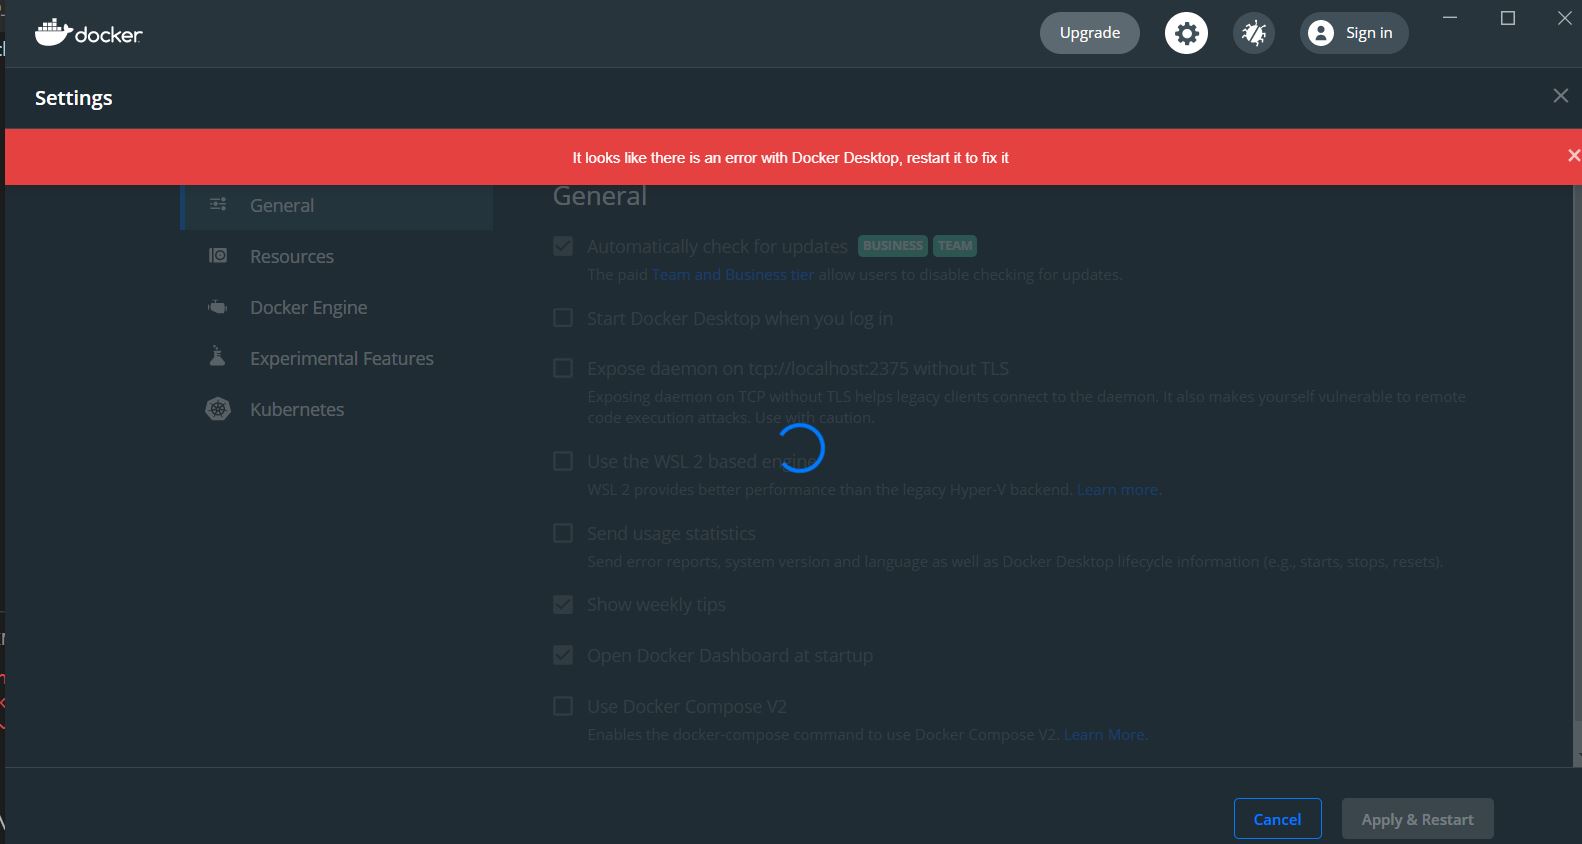 docker
Upgrade
Sign in
Settings
It looks like there is an error with Docker Desktop, restart it to fix it
General
Resources
Docker Engine
Experimental Features
Kubernetes
General
Automatically check for updates BUSINESS TEAM
The paid Team and Business tier allow users to disable checking for updates.
Start Docker Desktop when you log in
Expose daemon on tcp://localhost:2375 without TLS
Exposing daemon on TCP without TLS helps legacy clients connect to the daemon. It also makes yourself vulnerable to remote
code execution attacks. Use with caution.
Use the WSL 2 based engine
WSL 2 provides better performance than the legacy Hyper-V backend. Learn more.
Send usage statistics
Send error reports, system version and language as well as Docker Desktop lifecycle information (e.g., starts, stops, resets).
Show weekly tips
Open Docker Dashboard at startup
Use Docker Compose V2
Enables the docker-compose command to use Docker Compose V2. Learn More.
Cancel
Apply & Restart